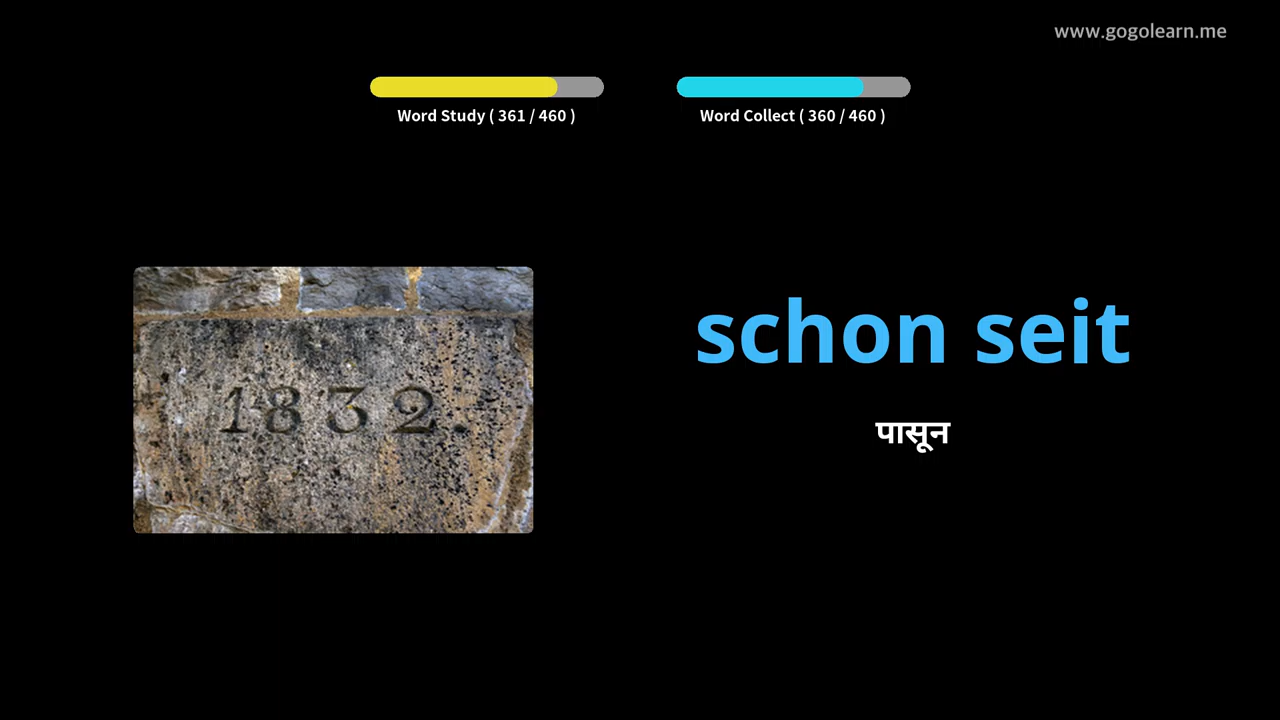 www.gogolearn.me
Word Study ( 361 / 460 )
Word Collect ( 360 / 460 )
1832.
schon seit
पासून